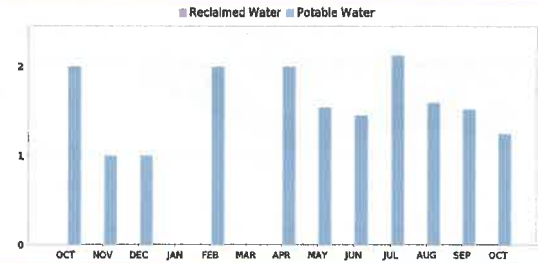 Reclaimed Water Potable Water
2
1
0
OCT NOV DEC JAN FEB MAR APR MAY JUN JUL AUG SEP OCT